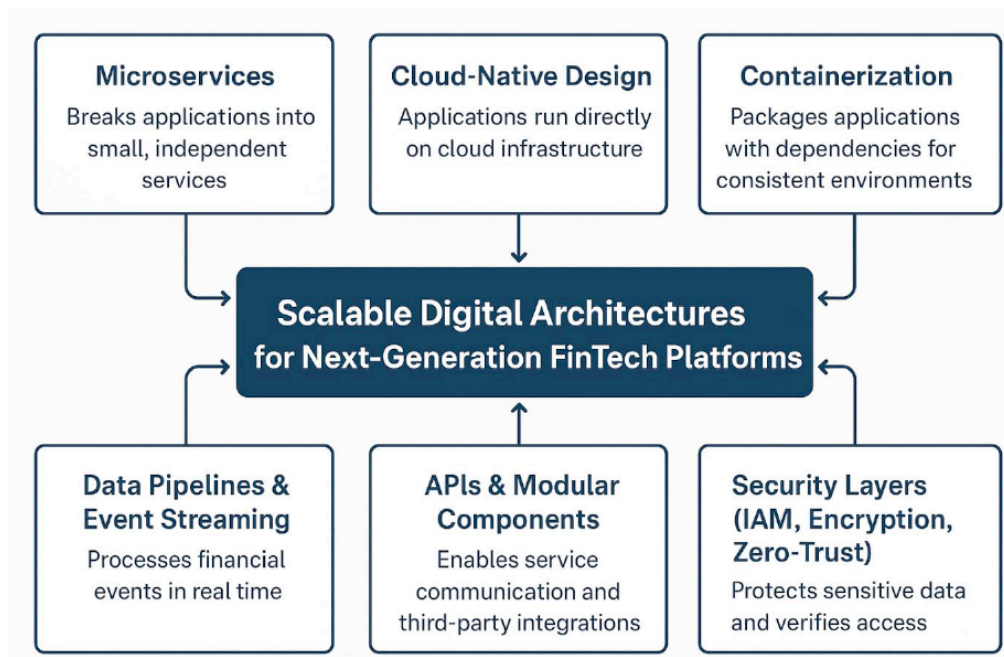 Microservices
Breaks applications into
small, independent
services
Cloud-Native Design
Applications run directly
on cloud infrastructure
Containerization
Packages applications
with dependencies for
consistent environments
Scalable Digital Architectures
for Next-Generation FinTech Platforms
Data Pipelines &
Event Streaming
Processes financial
events in real time
APIs & Modular
Components
Enables service
communication and
third-party integrations
Security Layers
(IAM, Encryption,
Zero-Trust)
Protects sensitive data
and verifies access